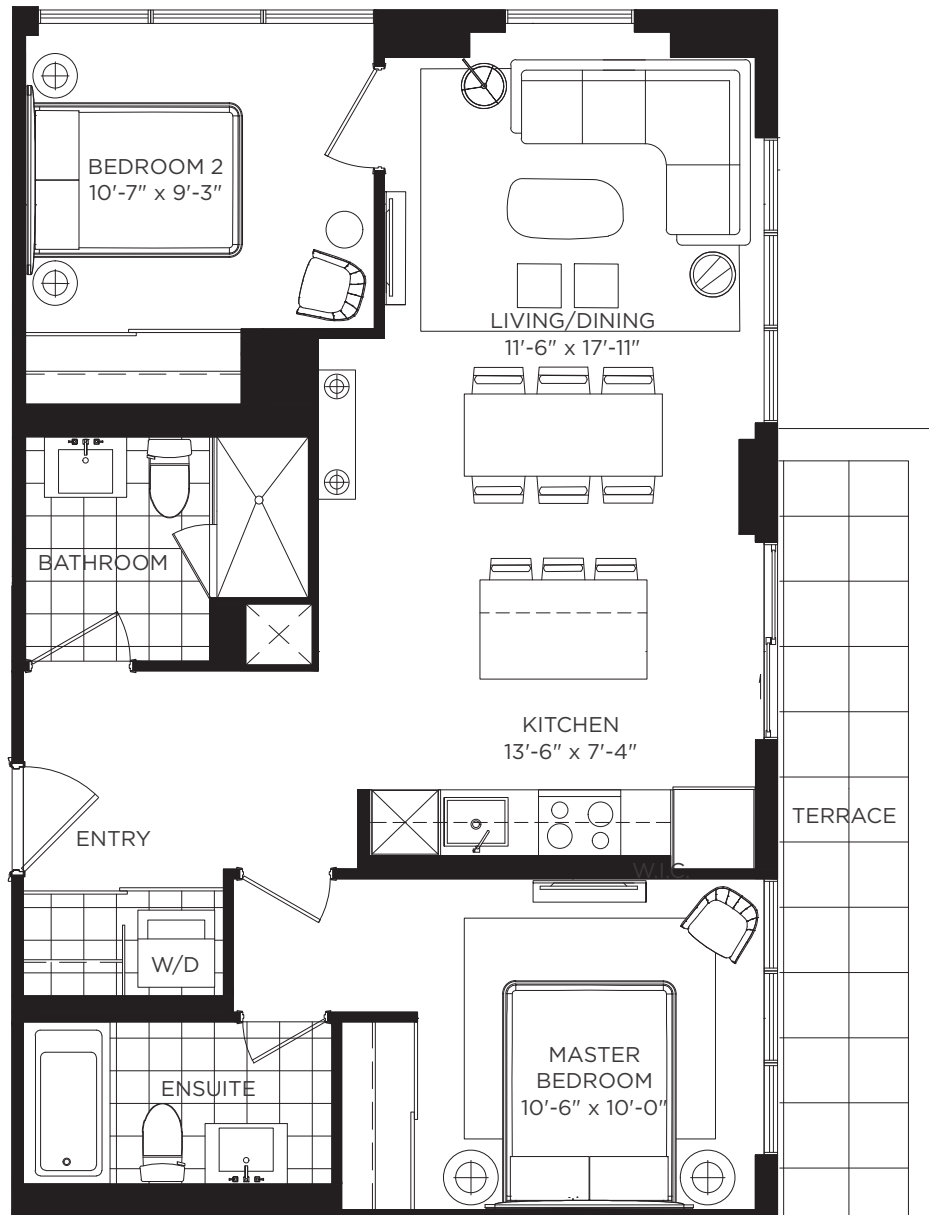 BEDROOM 2
10'-7" x 9'-3"
LIVING/DINING
11'-6" x 17'-11"
BATHROOM
KITCHEN
13'-6" x 7'-4"
TERRACE
ENTRY
W.I.C.
W/D
MASTER
BEDROOM
10'-6" x 10'-0"
ENSUITE